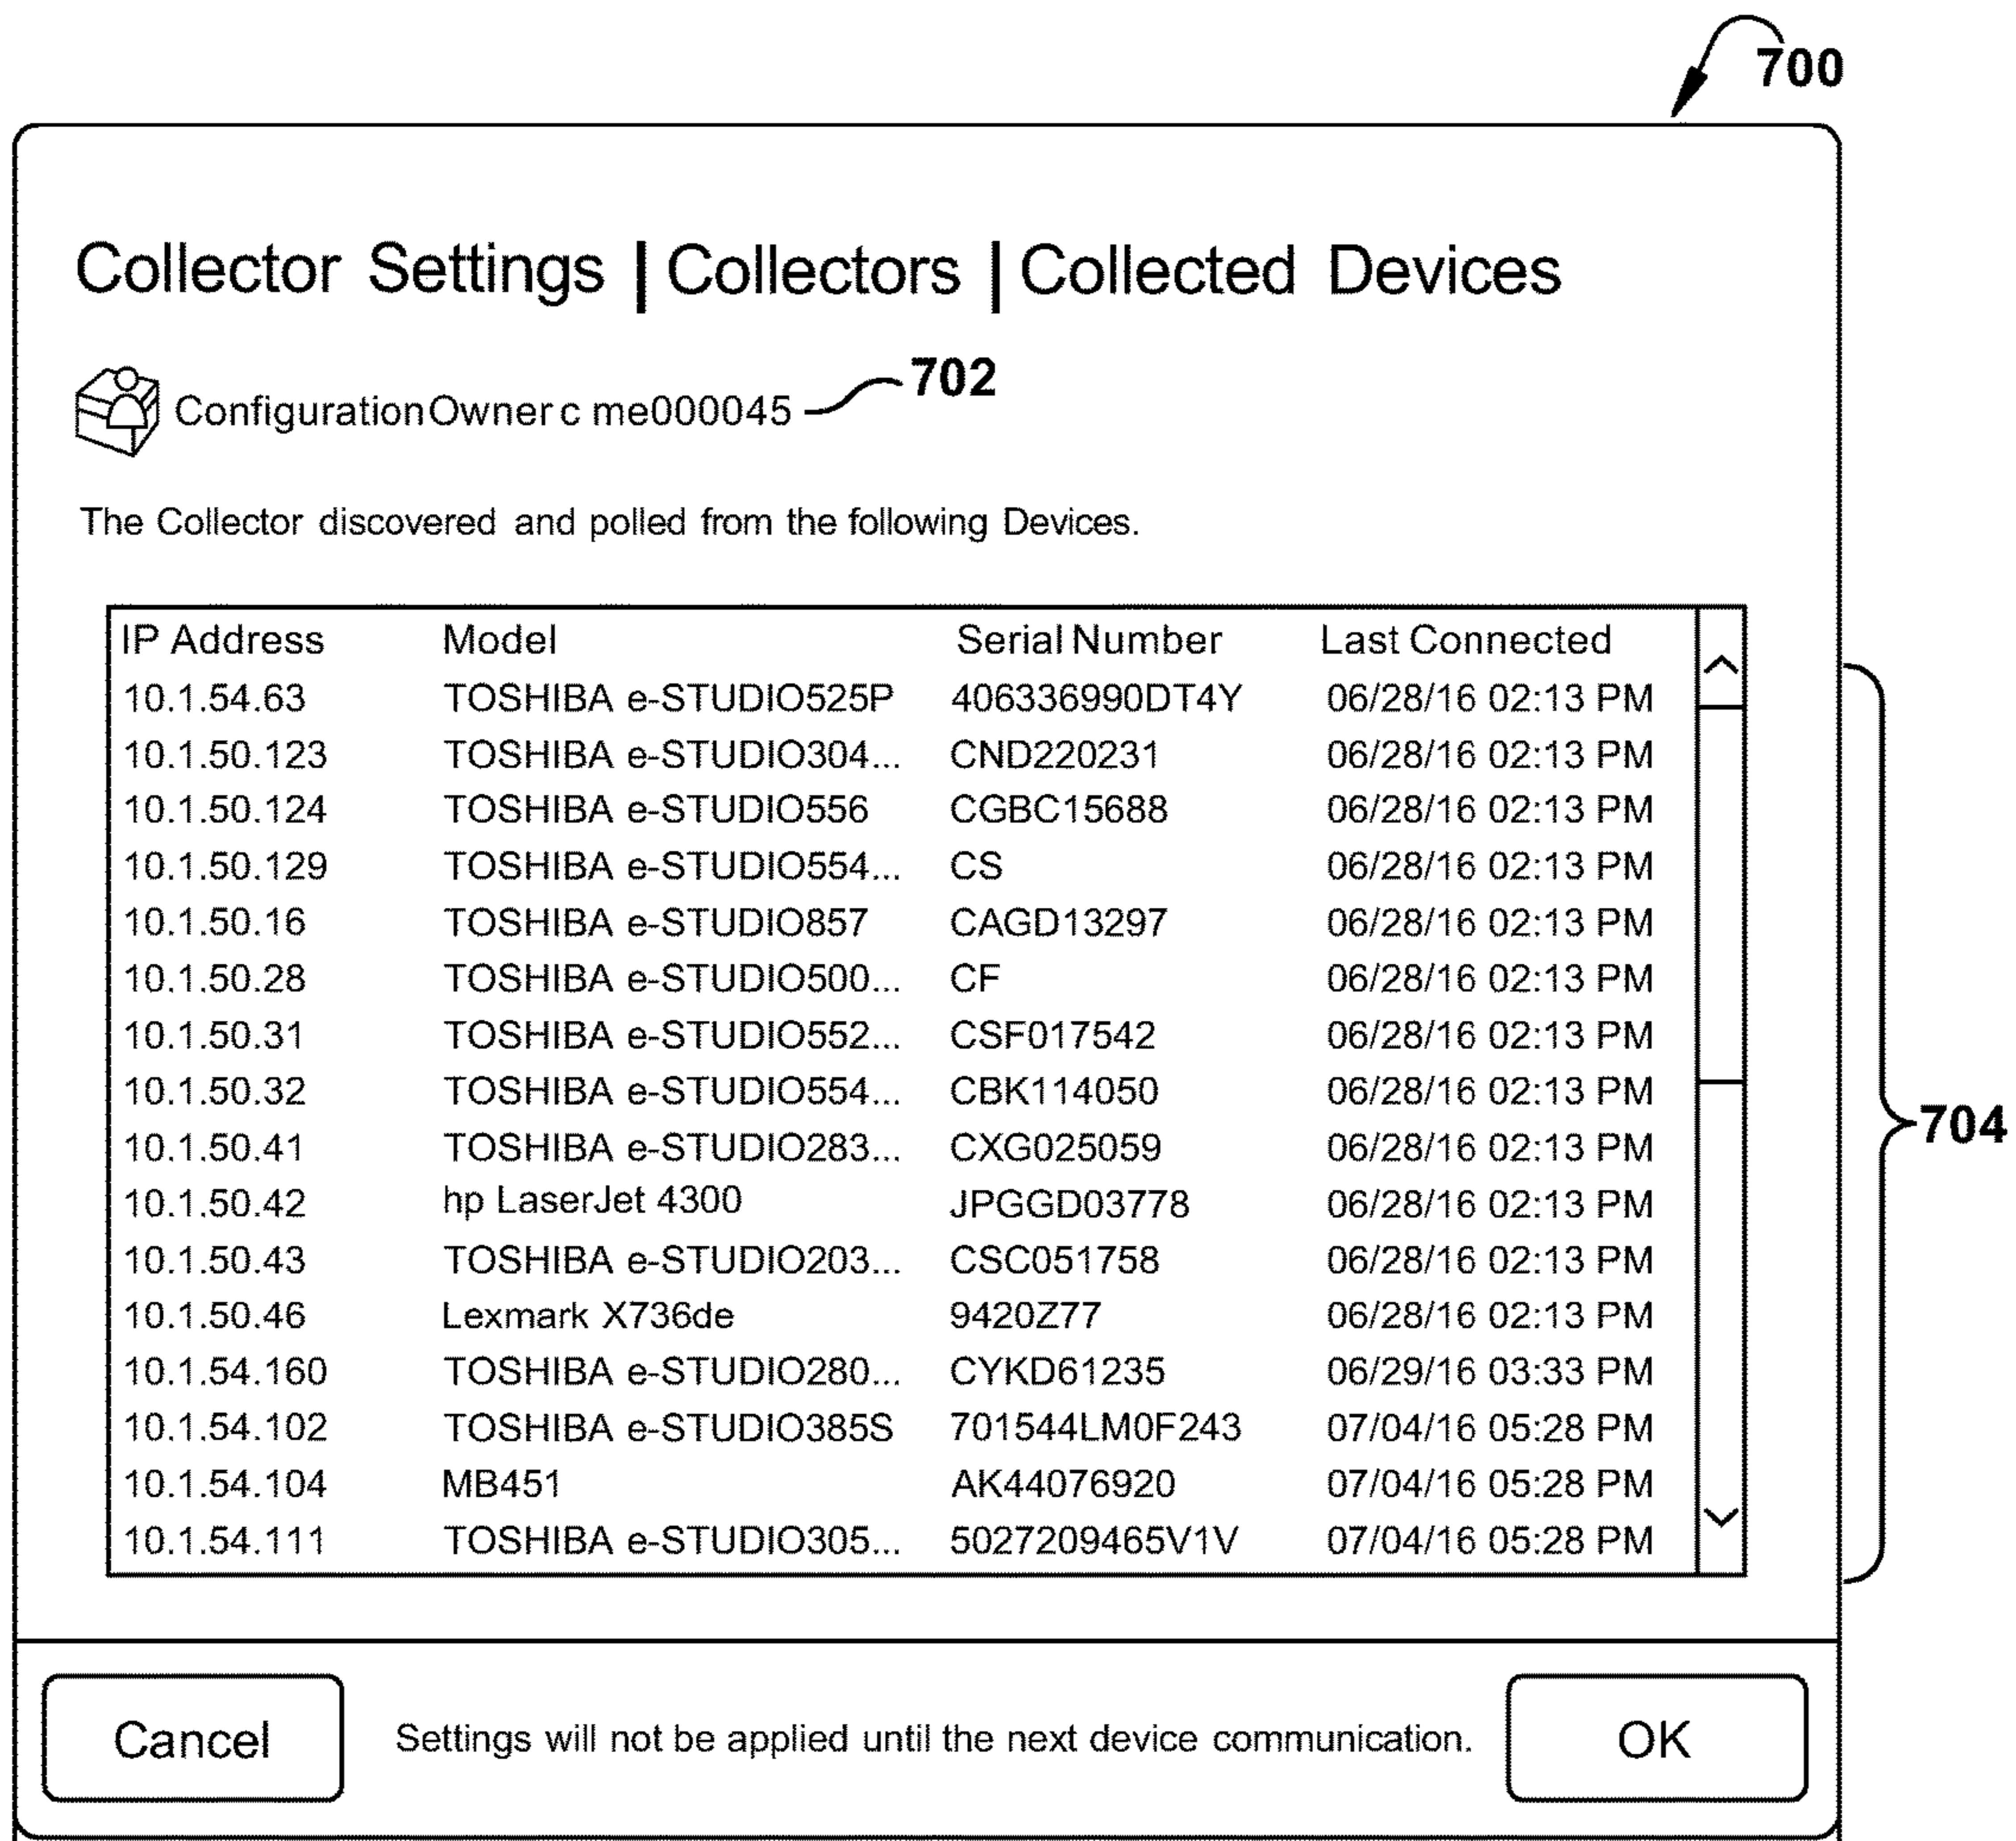 700
Collector Settings | Collectors | Collected Devices
ConfigurationOwner c me000045 702
The Collector discovered and polled from the following Devices.
IP Address Model Serial Number Last Connected
10.1.54.63 TOSHIBA e-STUDIO525P 406336990DT4Y 06/28/16 02:13 PM
10.1.50.123 TOSHIBA e-STUDIO304... CND220231 06/28/16 02:13 PM
10.1.50.124 TOSHIBA e-STUDIO556 CGBC15688 06/28/16 02:13 PM
10.1.50.129 TOSHIBA e-STUDIO554... CS 06/28/16 02:13 PM
10.1.50.16 TOSHIBA e-STUDIO857 CAGD13297 06/28/16 02:13 PM
10.1.50.28 TOSHIBA e-STUDIO500... CF 06/28/16 02:13 PM
10.1.50.31 TOSHIBA e-STUDIO552... CSF017542 06/28/16 02:13 PM
10.1.50.32 TOSHIBA e-STUDIO554... CBK114050 06/28/16 02:13 PM
704
10.1.50.41 TOSHIBA e-STUDIO283... CXG025059 06/28/16 02:13 PM
10.1.50.42 hp LaserJet 4300 JPGGD03778 06/28/16 02:13 PM
10.1.50.43 TOSHIBA e-STUDIO203... CSC051758 06/28/16 02:13 PM
10.1.50.46 Lexmark X736de 9420Z77 06/28/16 02:13 PM
10.1.54.160 TOSHIBA e-STUDIO280... CYKD61235 06/29/16 03:33 PM
10.1.54.102 TOSHIBA e-STUDIO385S 701544LM0F243 07/04/16 05:28 PM
10.1.54.104 MB451 AK44076920 07/04/16 05:28 PM
10.1.54.111 TOSHIBA e-STUDIO305... 5027209465V1V 07/04/16 05:28 PM
Cancel Settings will not be applied until the next device communication. OK